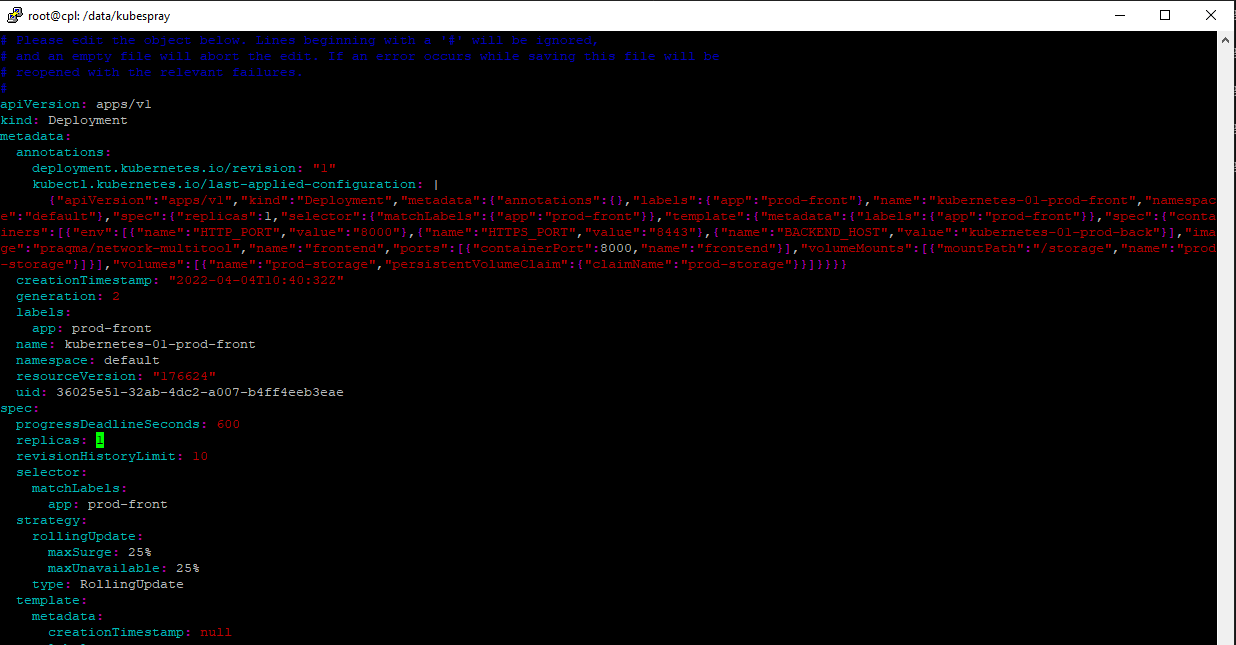 root@cpl: /data/kubespray
# Please edit the object below. Lines beginning with a '#' will be ignored,
# and an empty file will abort the edit. If an error occurs while saving this file will be
# reopened with the relevant failures.
#
apiVersion: apps/v1
kind: Deployment
metadata:
  annotations:
    deployment.kubernetes.io/revision: "1"
    kubectl.kubernetes.io/last-applied-configuration: |
      {"apiVersion":"apps/v1","kind":"Deployment","metadata":{"annotations":{},"labels":{"app":"prod-front"},"name":"kubernetes-01-prod-front","namespac
e":"default"},"spec":{"replicas":1,"selector":{"matchLabels":{"app":"prod-front"}},"template":{"metadata":{"labels":{"app":"prod-front"}},"spec":{"conta
iners":[{"env":[{"name":"HTTP_PORT","value":"8000"},{"name":"HTTPS_PORT","value":"8443"},{"name":"BACKEND_HOST","value":"kubernetes-01-prod-back"}],"ima
ge":"praqma/network-multitool","name":"frontend","ports":[{"containerPort":8000,"name":"frontend"}],"volumeMounts":[{"mountPath":"/storage","name":"prod
-storage"}]}],"volumes":[{"name":"prod-storage","persistentVolumeClaim":{"claimName":"prod-storage"}}]}}}}
  creationTimestamp: "2022-04-04T10:40:32Z"
  generation: 2
  labels:
    app: prod-front
  name: kubernetes-01-prod-front
  namespace: default
  resourceVersion: "176624"
  uid: 36025e51-32ab-4dc2-a007-b4ff4eeb3eae
spec:
  progressDeadlineSeconds: 600
  replicas: 1
  revisionHistoryLimit: 10
  selector:
    matchLabels:
      app: prod-front
  strategy:
    rollingUpdate:
      maxSurge: 25%
      maxUnavailable: 25%
    type: RollingUpdate
  template:
    metadata:
      creationTimestamp: null